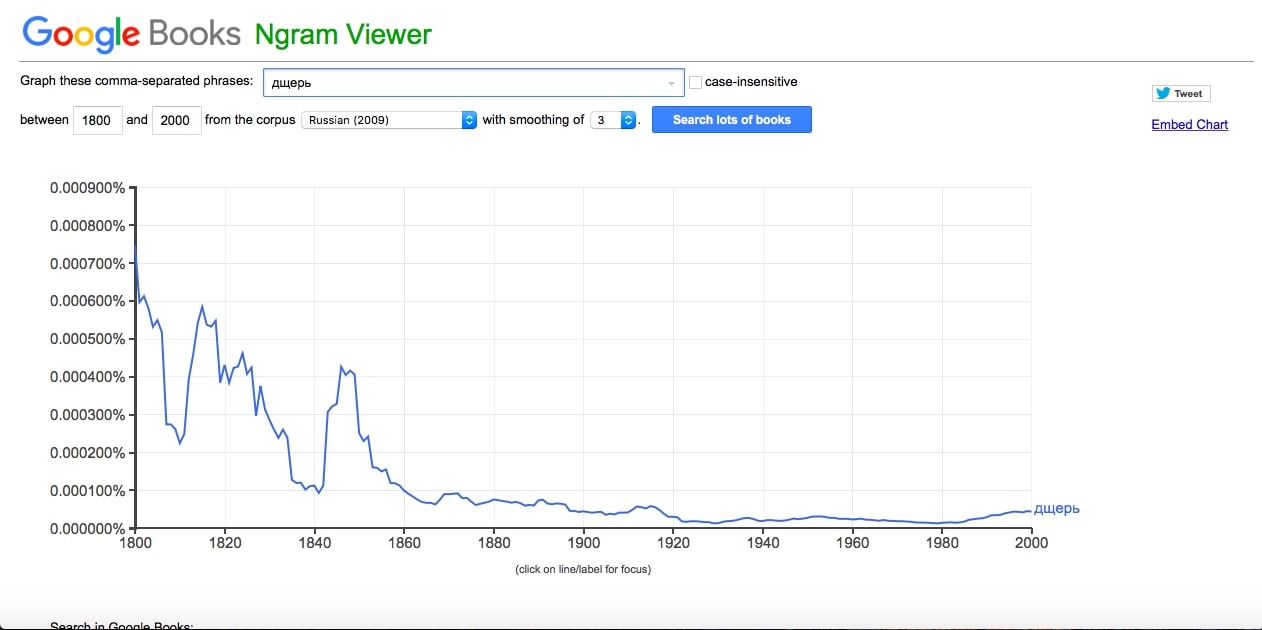 Google Books Ngram Viewer
Graph these comma-separated phrases: дщерь case-insensitive
between 1800 and 2000 from the corpus Russian (2009) with smoothing of 3 . Search lots of books
Tweet
Embed Chart
0.000900%
0.000800%
0.000700%
0.000600%
0.000500%
0.000400%
0.000300%
0.000200%
0.000100%
0.000000%
дщерь
1800 1820 1840 1860 1880 1900 1920 1940 1960 1980 2000
(click on line/label for focus)
Search in Google Books: